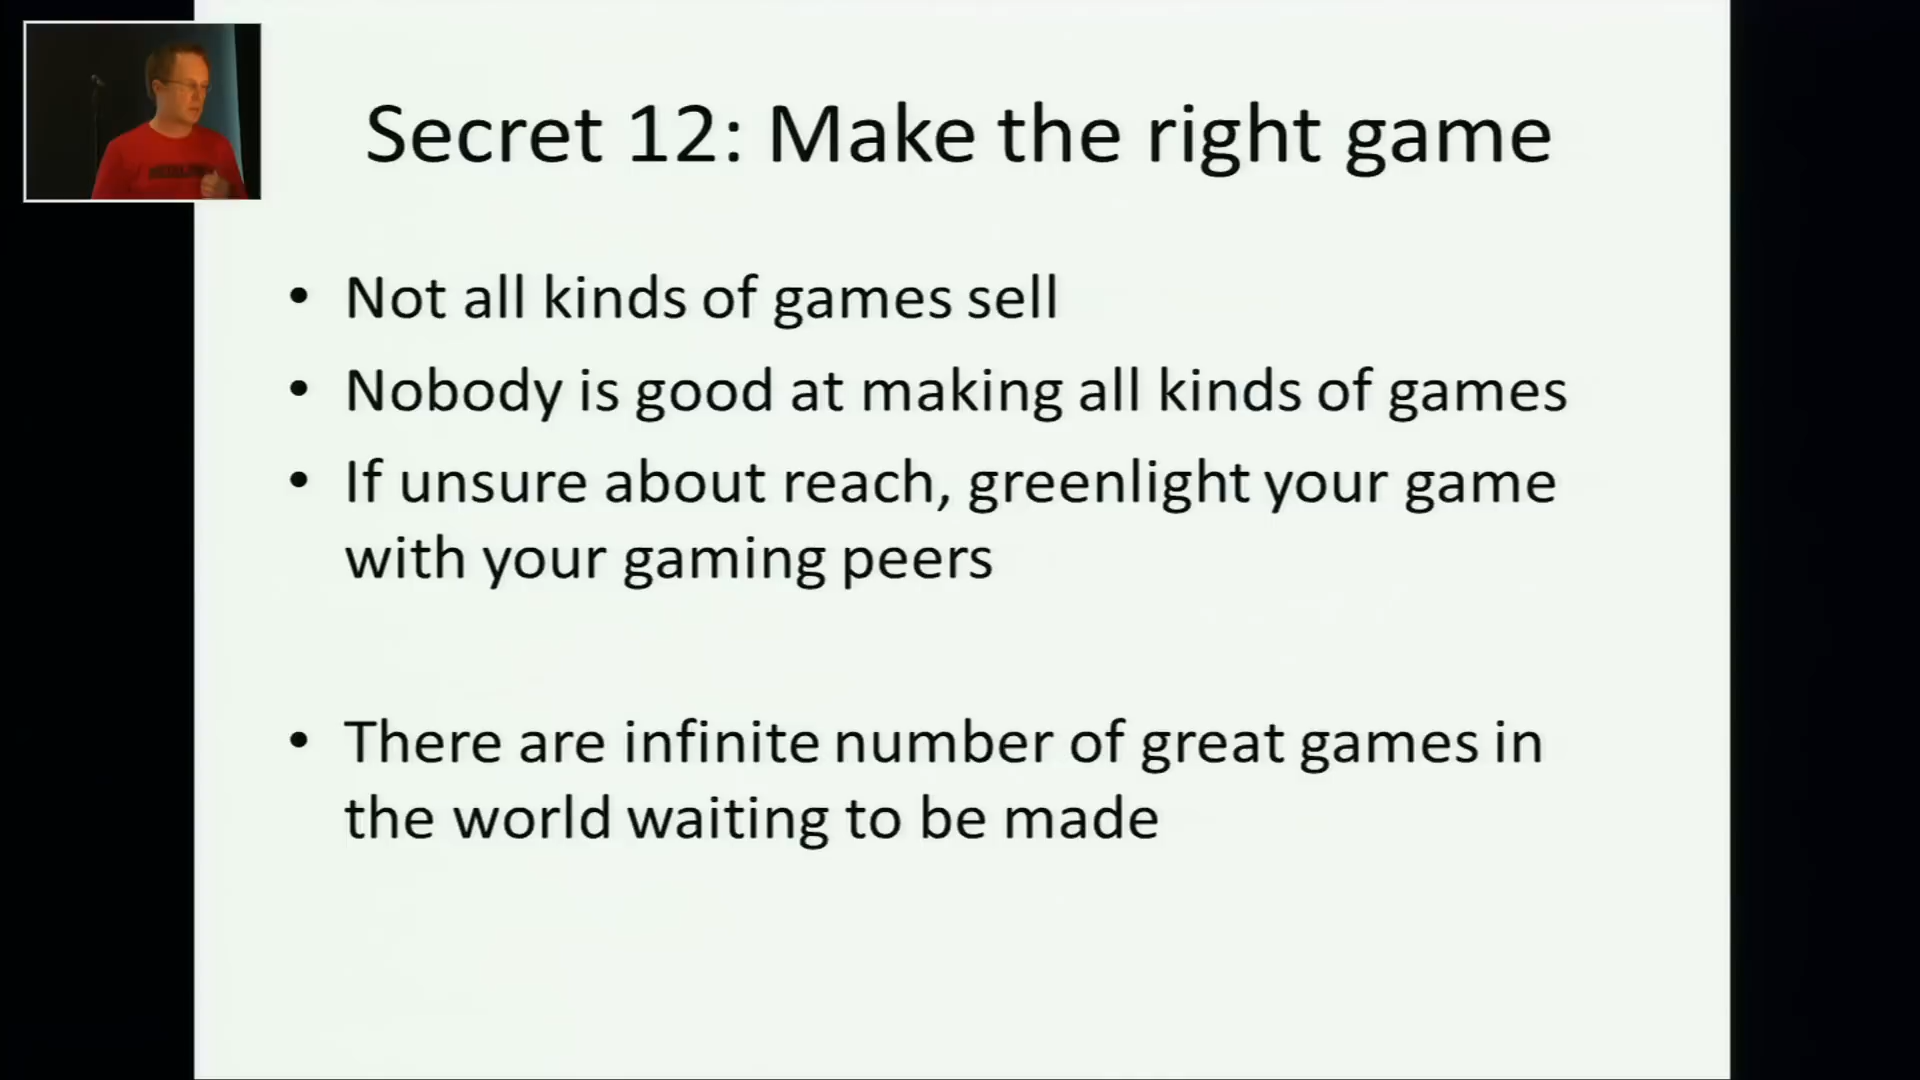 Secret 12: Make the right game
• Not all kinds of games sell
• Nobody is good at making all kinds of games
• If unsure about reach, greenlight your game
with your gaming peers
• There are infinite number of great games in
the world waiting to be made